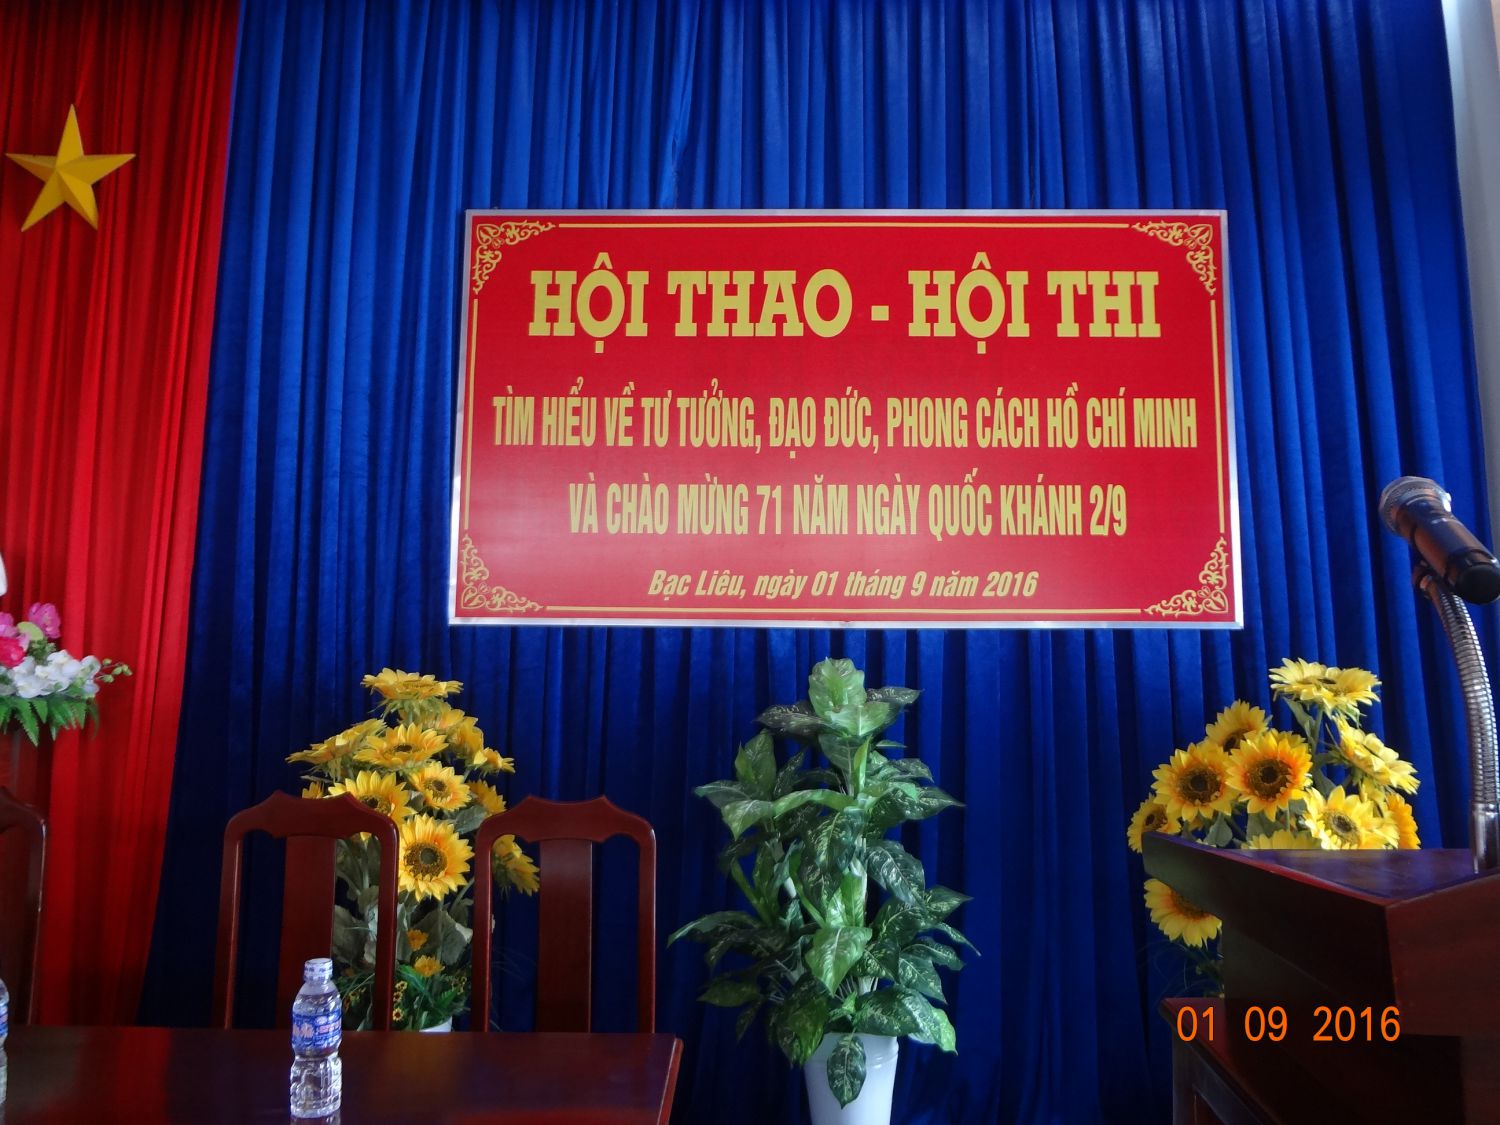 HỘI THAO - HỘI THI
TÌM HIỂU VỀ TƯ TƯỞNG, ĐẠO ĐỨC, PHONG CÁCH HỒ CHÍ MINH
VÀ CHÀO MỪNG 71 NĂM NGÀY QUỐC KHÁNH 2/9
Bạc Liêu, ngày 01 tháng 9 năm 2016
01 09 2016